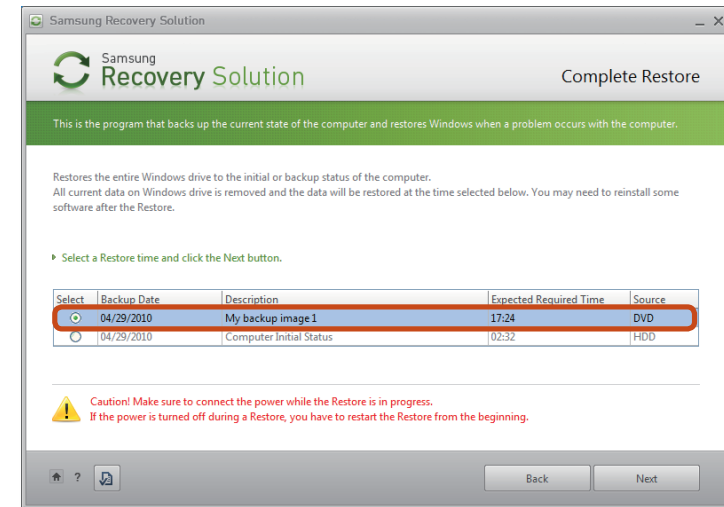 Samsung Recovery Solution
Samsung
Recovery Solution
Complete Restore
This is the program that backs up the current state of the computer and restores Windows when a problem occurs with the computer.
Restores the entire Windows drive to the initial or backup status of the computer.
All current data on Windows drive is removed and the data will be restored at the time selected below. You may need to reinstall some
software after the Restore.
Select a Restore time and click the Next button.
Select Backup Date Description Expected Required Time Source
04/29/2010 My backup image 1 17:24 DVD
04/29/2010 Computer Initial Status 02:32 HDD
Caution! Make sure to connect the power while the Restore is in progress.
If the power is turned off during a Restore, you have to restart the Restore from the beginning.
? Back Next